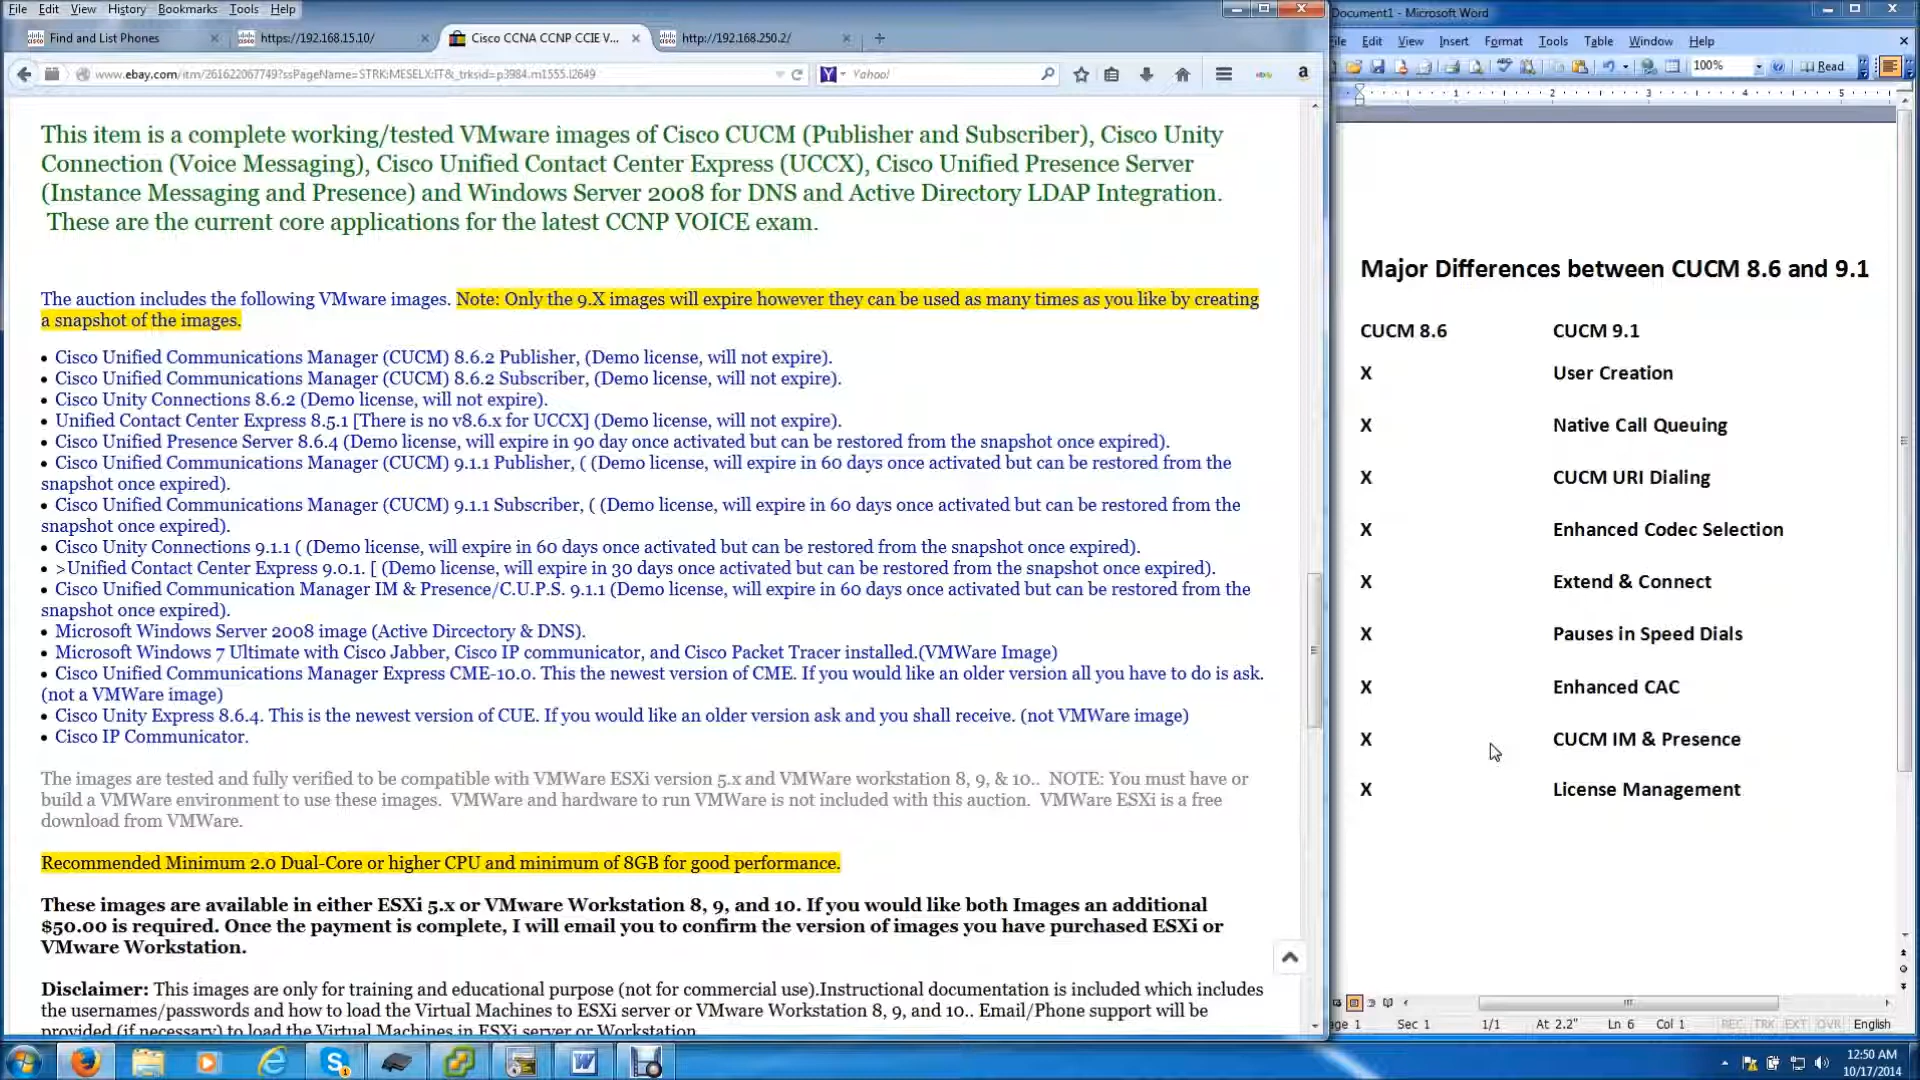 File Edit View History Bookmarks Tools Help
Find and List Phones
https://192.168.15.10/
Cisco CCNA CCNP CCIE V...
http://192.168.250.2/
www.ebay.com/itm/261622067749?ssPageName=STRK:MESELX:IT&_trksid=p3984.m1555.l2649
Yahoo!
This item is a complete working/tested VMware images of Cisco CUCM (Publisher and Subscriber), Cisco Unity
Connection (Voice Messaging), Cisco Unified Contact Center Express (UCCX), Cisco Unified Presence Server
(Instance Messaging and Presence) and Windows Server 2008 for DNS and Active Directory LDAP Integration.
These are the current core applications for the latest CCNP VOICE exam.
The auction includes the following VMware images. Note: Only the 9.X images will expire however they can be used as many times as you like by creating
a snapshot of the images.
• Cisco Unified Communications Manager (CUCM) 8.6.2 Publisher, (Demo license, will not expire).
• Cisco Unified Communications Manager (CUCM) 8.6.2 Subscriber, (Demo license, will not expire).
• Cisco Unity Connections 8.6.2 (Demo license, will not expire).
• Unified Contact Center Express 8.5.1 [There is no v8.6.x for UCCX] (Demo license, will not expire).
• Cisco Unified Presence Server 8.6.4 (Demo license, will expire in 90 day once activated but can be restored from the snapshot once expired).
• Cisco Unified Communications Manager (CUCM) 9.1.1 Publisher, ( (Demo license, will expire in 60 days once activated but can be restored from the
snapshot once expired).
• Cisco Unified Communications Manager (CUCM) 9.1.1 Subscriber, ( (Demo license, will expire in 60 days once activated but can be restored from the
snapshot once expired).
• Cisco Unity Connections 9.1.1 ( (Demo license, will expire in 60 days once activated but can be restored from the snapshot once expired).
• >Unified Contact Center Express 9.0.1. [ (Demo license, will expire in 30 days once activated but can be restored from the snapshot once expired).
• Cisco Unified Communication Manager IM & Presence/C.U.P.S. 9.1.1 (Demo license, will expire in 60 days once activated but can be restored from the
snapshot once expired).
• Microsoft Windows Server 2008 image (Active Dircectory & DNS).
• Microsoft Windows 7 Ultimate with Cisco Jabber, Cisco IP communicator, and Cisco Packet Tracer installed.(VMWare Image)
• Cisco Unified Communications Manager Express CME-10.0. This the newest version of CME. If you would like an older version all you have to do is ask.
(not a VMWare image)
• Cisco Unity Express 8.6.4. This is the newest version of CUE. If you would like an older version ask and you shall receive. (not VMWare image)
• Cisco IP Communicator.
The images are tested and fully verified to be compatible with VMWare ESXi version 5.x and VMWare workstation 8, 9, & 10.. NOTE: You must have or
build a VMWare environment to use these images. VMWare and hardware to run VMWare is not included with this auction. VMWare ESXi is a free
download from VMWare.
Recommended Minimum 2.0 Dual-Core or higher CPU and minimum of 8GB for good performance.
These images are available in either ESXi 5.x or VMware Workstation 8, 9, and 10. If you would like both Images an additional
$50.00 is required. Once the payment is complete, I will email you to confirm the version of images you have purchased ESXi or
VMware Workstation.
Disclaimer: This images are only for training and educational purpose (not for commercial use).Instructional documentation is included which includes
the usernames/passwords and how to load the Virtual Machines to ESXi server or VMware Workstation 8, 9, and 10.. Email/Phone support will be
provided (if necessary) to load the Virtual Machines in ESXi server or Workstation
Document1 - Microsoft Word
File Edit View Insert Format Tools Table Window Help
100% Read
1 2 3 4 5
Major Differences between CUCM 8.6 and 9.1
CUCM 8.6 CUCM 9.1
X User Creation
X Native Call Queuing
X CUCM URI Dialing
X Enhanced Codec Selection
X Extend & Connect
X Pauses in Speed Dials
X Enhanced CAC
X CUCM IM & Presence
X License Management
age 1 Sec 1 1/1 At 2.2" Ln 6 Col 1 REC TRK EXT OVR English
12:50 AM
10/17/2014